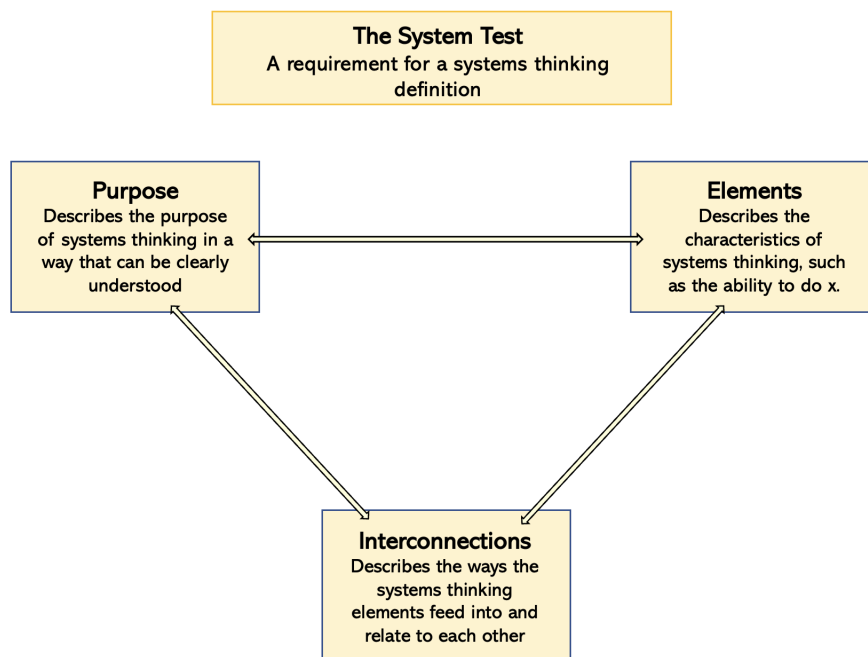 The System Test
A requirement for a systems thinking
definition
Purpose
Describes the purpose
of systems thinking in a
way that can be clearly
understood
Elements
Describes the
characteristics of
systems thinking, such
as the ability to do x.
Interconnections
Describes the ways the
systems thinking
elements feed into and
relate to each other